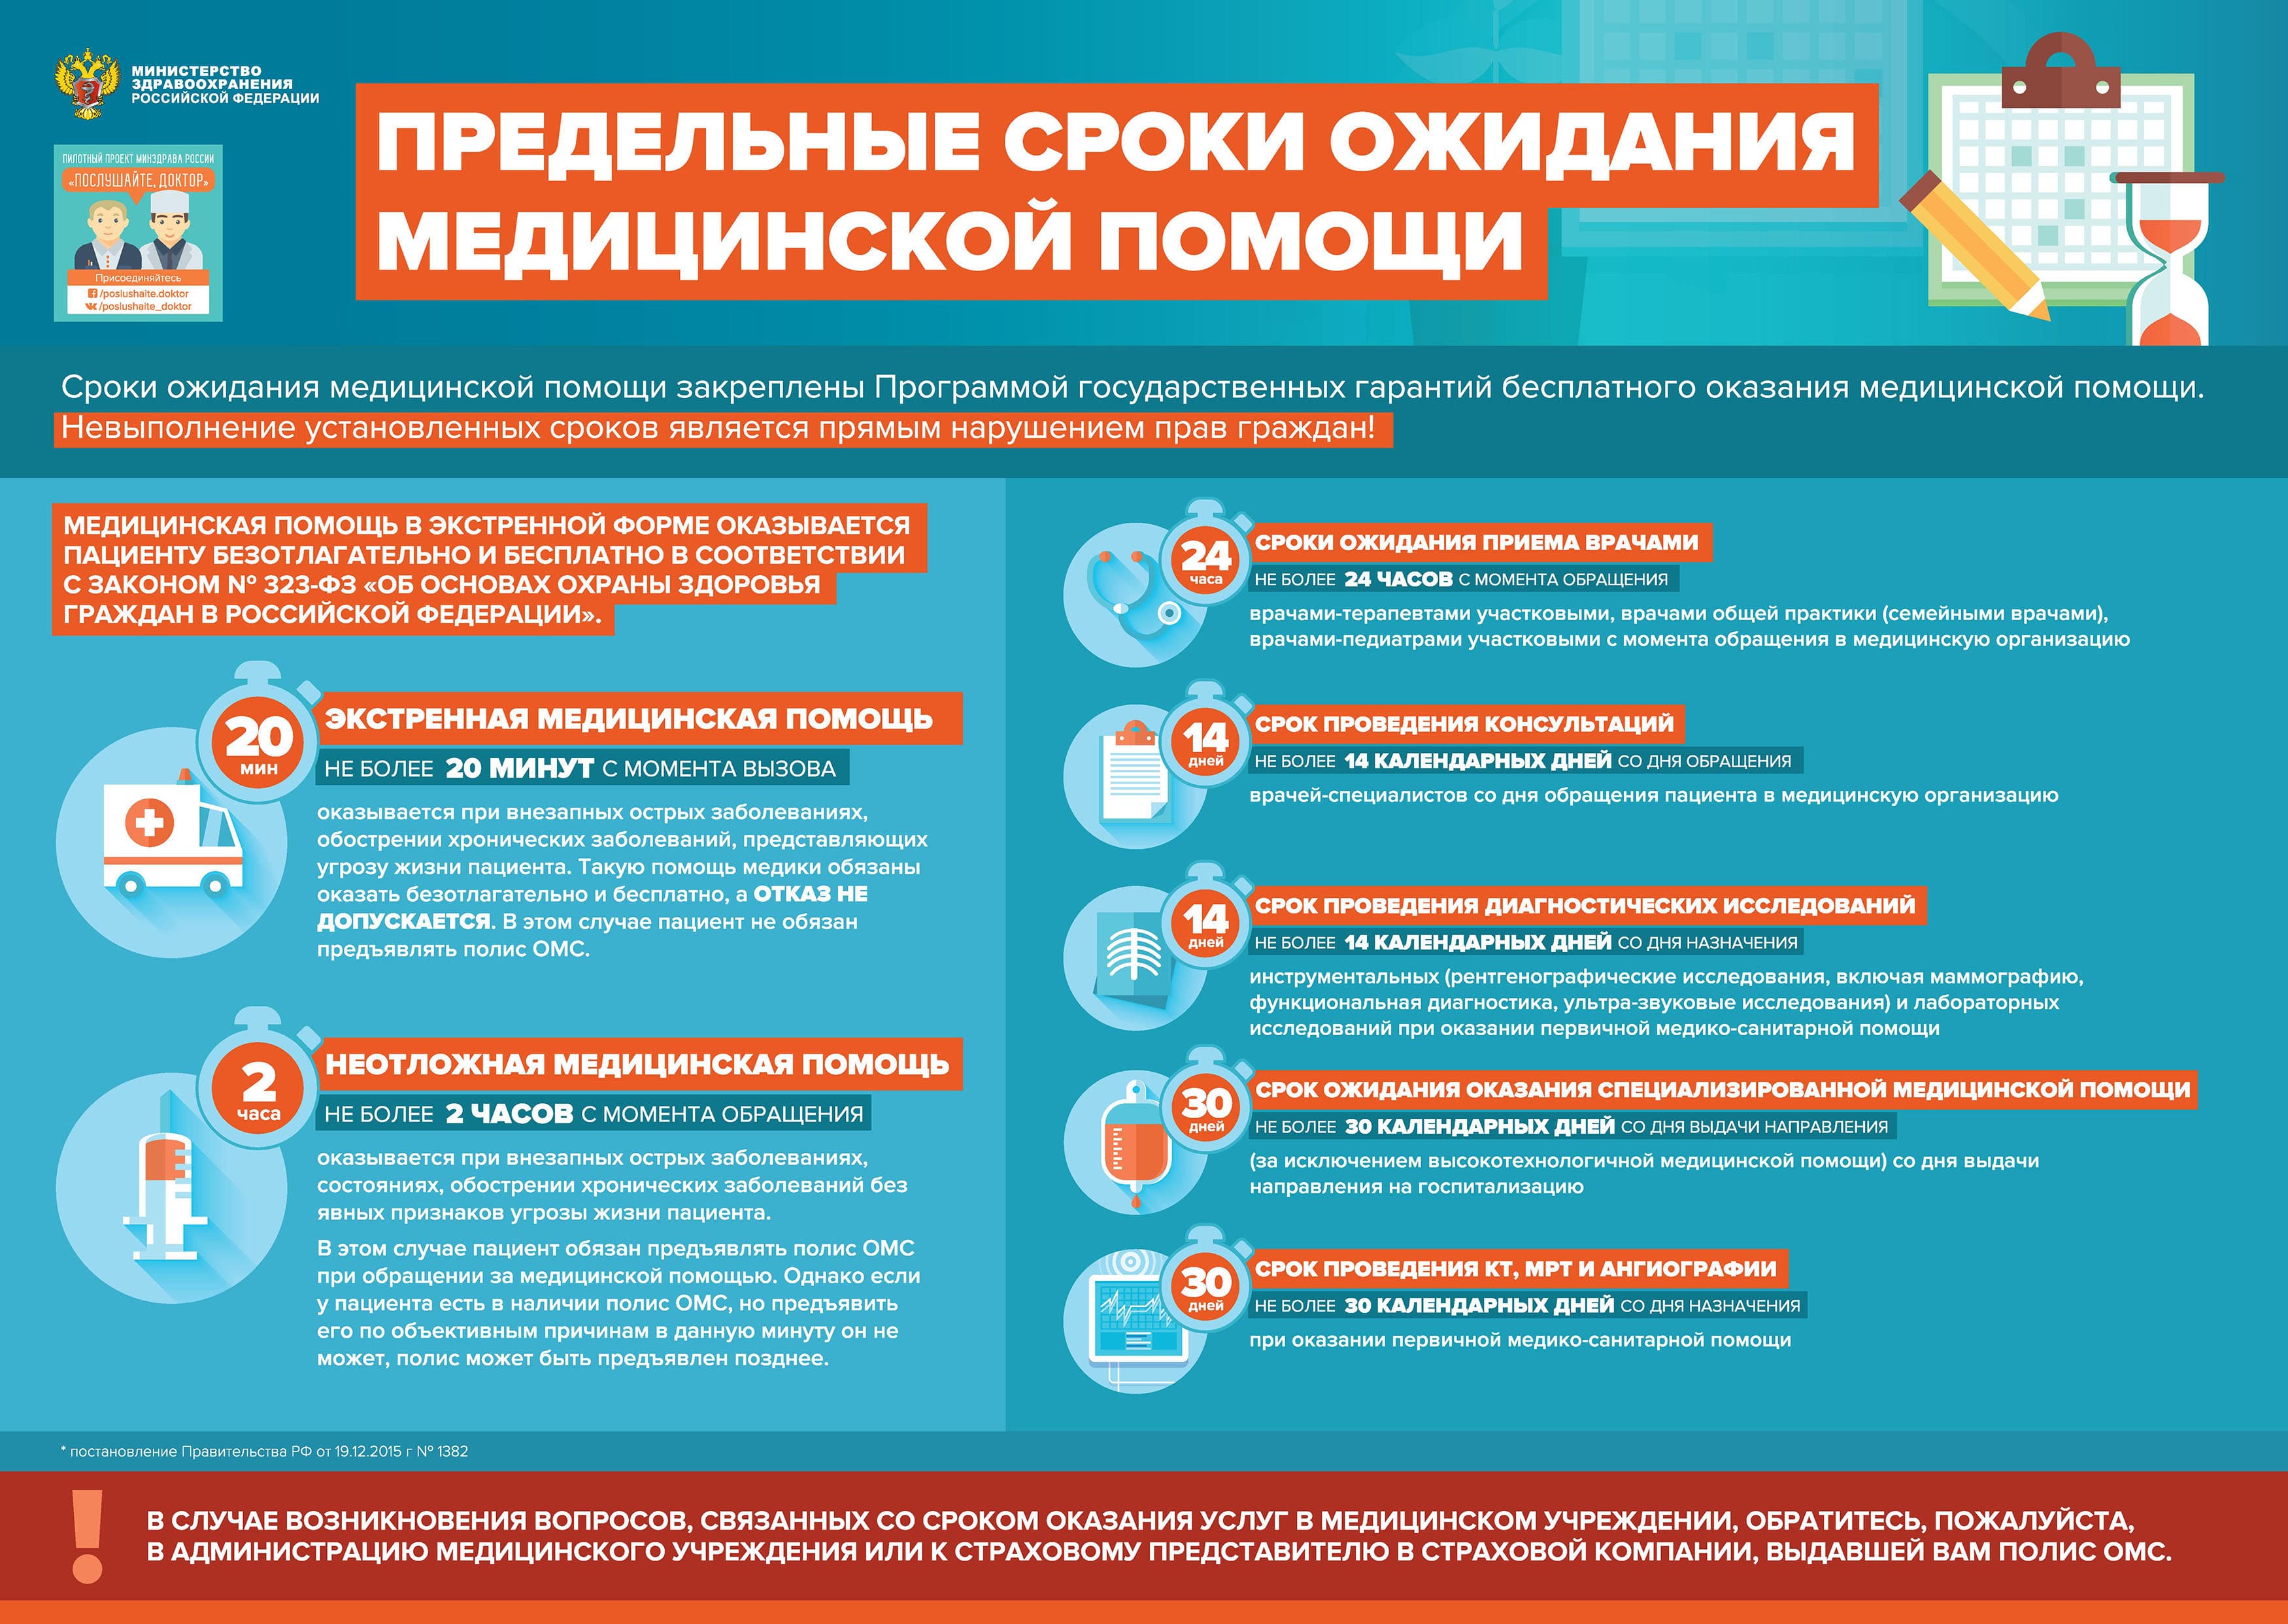 МИНИСТЕРСТВО
ЗДРАВООХРАНЕНИЯ
РОССИЙСКОЙ ФЕДЕРАЦИИ
ПИЛОТНЫЙ ПРОЕКТ МИНЗДРАВА РОССИИ
«ПОСЛУШАЙТЕ, ДОКТОР»
Присоединяйтесь
/poslushaite.doktor
/poslushaite_doktor
ПРЕДЕЛЬНЫЕ СРОКИ ОЖИДАНИЯ
МЕДИЦИНСКОЙ ПОМОЩИ
Сроки ожидания медицинской помощи закреплены Программой государственных гарантий бесплатного оказания медицинской помощи.
Невыполнение установленных сроков является прямым нарушением прав граждан!
МЕДИЦИНСКАЯ ПОМОЩЬ В ЭКСТРЕННОЙ ФОРМЕ ОКАЗЫВАЕТСЯ
ПАЦИЕНТУ БЕЗОТЛАГАТЕЛЬНО И БЕСПЛАТНО В СООТВЕТСТВИИ
С ЗАКОНОМ № 323-ФЗ «ОБ ОСНОВАХ ОХРАНЫ ЗДОРОВЬЯ
ГРАЖДАН В РОССИЙСКОЙ ФЕДЕРАЦИИ».
20
мин
ЭКСТРЕННАЯ МЕДИЦИНСКАЯ ПОМОЩЬ
НЕ БОЛЕЕ 20 МИНУТ С МОМЕНТА ВЫЗОВА
оказывается при внезапных острых заболеваниях,
обострении хронических заболеваний, представляющих
угрозу жизни пациента. Такую помощь медики обязаны
оказать безотлагательно и бесплатно, а ОТКАЗ НЕ
ДОПУСКАЕТСЯ. В этом случае пациент не обязан
предъявлять полис ОМС.
2
часа
НЕОТЛОЖНАЯ МЕДИЦИНСКАЯ ПОМОЩЬ
НЕ БОЛЕЕ 2 ЧАСОВ С МОМЕНТА ОБРАЩЕНИЯ
оказывается при внезапных острых заболеваниях,
состояниях, обострении хронических заболеваний без
явных признаков угрозы жизни пациента.
В этом случае пациент обязан предъявлять полис ОМС
при обращении за медицинской помощью. Однако если
у пациента есть в наличии полис ОМС, но предъявить
его по объективным причинам в данную минуту он не
может, полис может быть предъявлен позднее.
24
часа
СРОКИ ОЖИДАНИЯ ПРИЕМА ВРАЧАМИ
НЕ БОЛЕЕ 24 ЧАСОВ С МОМЕНТА ОБРАЩЕНИЯ
врачами-терапевтами участковыми, врачами общей практики (семейными врачами),
врачами-педиатрами участковыми с момента обращения в медицинскую организацию
14
дней
СРОК ПРОВЕДЕНИЯ КОНСУЛЬТАЦИЙ
НЕ БОЛЕЕ 14 КАЛЕНДАРНЫХ ДНЕЙ СО ДНЯ ОБРАЩЕНИЯ
врачей-специалистов со дня обращения пациента в медицинскую организацию
14
дней
СРОК ПРОВЕДЕНИЯ ДИАГНОСТИЧЕСКИХ ИССЛЕДОВАНИЙ
НЕ БОЛЕЕ 14 КАЛЕНДАРНЫХ ДНЕЙ СО ДНЯ НАЗНАЧЕНИЯ
инструментальных (рентгенографические исследования, включая маммографию,
функциональная диагностика, ультра-звуковые исследования) и лабораторных
исследований при оказании первичной медико-санитарной помощи
30
дней
СРОК ОЖИДАНИЯ ОКАЗАНИЯ СПЕЦИАЛИЗИРОВАННОЙ МЕДИЦИНСКОЙ ПОМОЩИ
НЕ БОЛЕЕ 30 КАЛЕНДАРНЫХ ДНЕЙ СО ДНЯ ВЫДАЧИ НАПРАВЛЕНИЯ
(за исключением высокотехнологичной медицинской помощи) со дня выдачи
направления на госпитализацию
30
дней
СРОК ПРОВЕДЕНИЯ КТ, МРТ И АНГИОГРАФИИ
НЕ БОЛЕЕ 30 КАЛЕНДАРНЫХ ДНЕЙ СО ДНЯ НАЗНАЧЕНИЯ
при оказании первичной медико-санитарной помощи
* постановление Правительства РФ от 19.12.2015 г № 1382
! В СЛУЧАЕ ВОЗНИКНОВЕНИЯ ВОПРОСОВ, СВЯЗАННЫХ СО СРОКОМ ОКАЗАНИЯ УСЛУГ В МЕДИЦИНСКОМ УЧРЕЖДЕНИИ, ОБРАТИТЕСЬ, ПОЖАЛУЙСТА,
В АДМИНИСТРАЦИЮ МЕДИЦИНСКОГО УЧРЕЖДЕНИЯ ИЛИ К СТРАХОВОМУ ПРЕДСТАВИТЕЛЮ В СТРАХОВОЙ КОМПАНИИ, ВЫДАВШЕЙ ВАМ ПОЛИС ОМС.